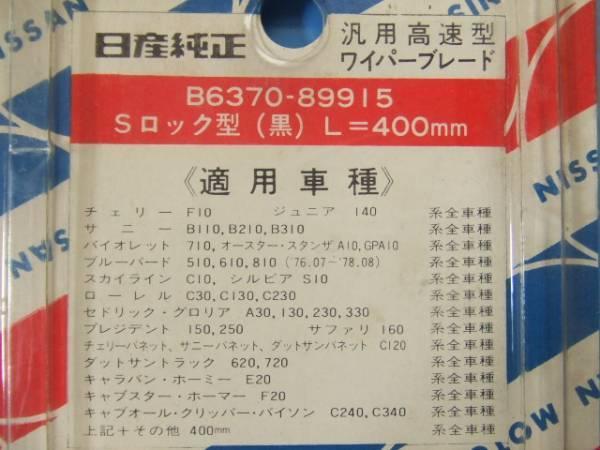 NISSAN
日産純正
汎用高速型
ワイパーブレード
B6370-89915
Sロック型(黒) L=400mm
《適用車種》
チェリー F10 ジュニア 140 系全車種
サニー B110, B210, B310 系全車種
バイオレット 710, オースター・スタンザ A10, GPA10 系全車種
ブルーバード 510, 610, 810 ('76.07~'78.08) 系全車種
スカイライン C10, シルビア S10 系全車種
ローレル C30, C130, C230 系全車種
セドリック・グロリア A30, 130, 230, 330 系全車種
プレジデント 150, 250 サファリ 160 系全車種
チェリーバネット、サニーバネット、ダットサンバネット C120 系全車種
ダットサントラック 620, 720 系全車種
キャラバン・ホーミー E20 系全車種
キャブスター・ホーマー F20 系全車種
キャブオール・クリッパー・バイソン C240, C340 系全車種
上記+その他 400mm 系全車種
NISSAN